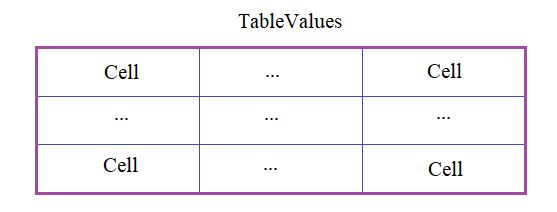 TableValues
Cell ... Cell
... ... ...
Cell ... Cell